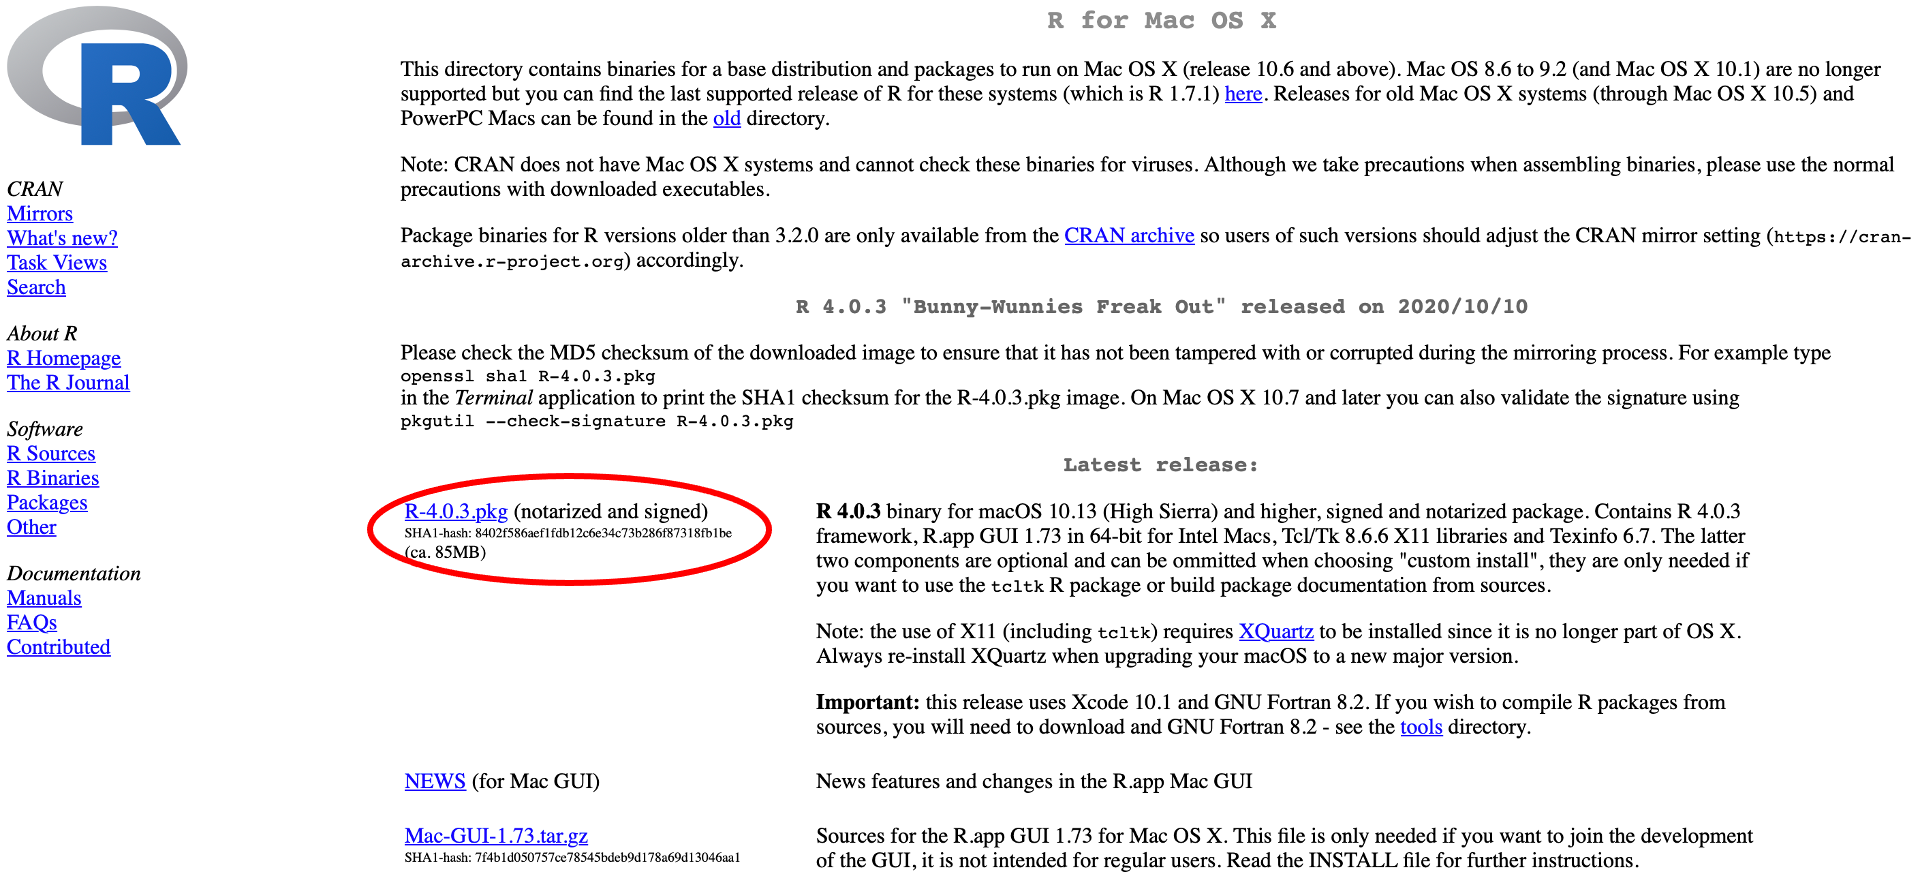 R
CRAN
Mirrors
What's new?
Task Views
Search
About R
R Homepage
The R Journal
Software
R Sources
R Binaries
Packages
Other
Documentation
Manuals
FAQs
Contributed
R for Mac OS X
This directory contains binaries for a base distribution and packages to run on Mac OS X (release 10.6 and above). Mac OS 8.6 to 9.2 (and Mac OS X 10.1) are no longer
supported but you can find the last supported release of R for these systems (which is R 1.7.1) here. Releases for old Mac OS X systems (through Mac OS X 10.5) and
PowerPC Macs can be found in the old directory.
Note: CRAN does not have Mac OS X systems and cannot check these binaries for viruses. Although we take precautions when assembling binaries, please use the normal
precautions with downloaded executables.
Package binaries for R versions older than 3.2.0 are only available from the CRAN archive so users of such versions should adjust the CRAN mirror setting (https://cran-
archive.r-project.org) accordingly.
R 4.0.3 "Bunny-Wunnies Freak Out" released on 2020/10/10
Please check the MD5 checksum of the downloaded image to ensure that it has not been tampered with or corrupted during the mirroring process. For example type
openssl sha1 R-4.0.3.pkg
in the Terminal application to print the SHA1 checksum for the R-4.0.3.pkg image. On Mac OS X 10.7 and later you can also validate the signature using
pkgutil --check-signature R-4.0.3.pkg
Latest release:
R-4.0.3.pkg (notarized and signed)
SHA1-hash: 8402f586aef1fdb12c6e34c73b286f87318fb1be
(ca. 85MB)
R 4.0.3 binary for macOS 10.13 (High Sierra) and higher, signed and notarized package. Contains R 4.0.3
framework, R.app GUI 1.73 in 64-bit for Intel Macs, Tcl/Tk 8.6.6 X11 libraries and Texinfo 6.7. The latter
two components are optional and can be ommitted when choosing "custom install", they are only needed if
you want to use the tcltk R package or build package documentation from sources.
Note: the use of X11 (including tcltk) requires XQuartz to be installed since it is no longer part of OS X.
Always re-install XQuartz when upgrading your macOS to a new major version.
Important: this release uses Xcode 10.1 and GNU Fortran 8.2. If you wish to compile R packages from
sources, you will need to download and GNU Fortran 8.2 - see the tools directory.
NEWS (for Mac GUI)
News features and changes in the R.app Mac GUI
Mac-GUI-1.73.tar.gz
SHA1-hash: 7f4b1d050757ce78545bdeb9d178a69d13046aa1
Sources for the R.app GUI 1.73 for Mac OS X. This file is only needed if you want to join the development
of the GUI, it is not intended for regular users. Read the INSTALL file for further instructions.